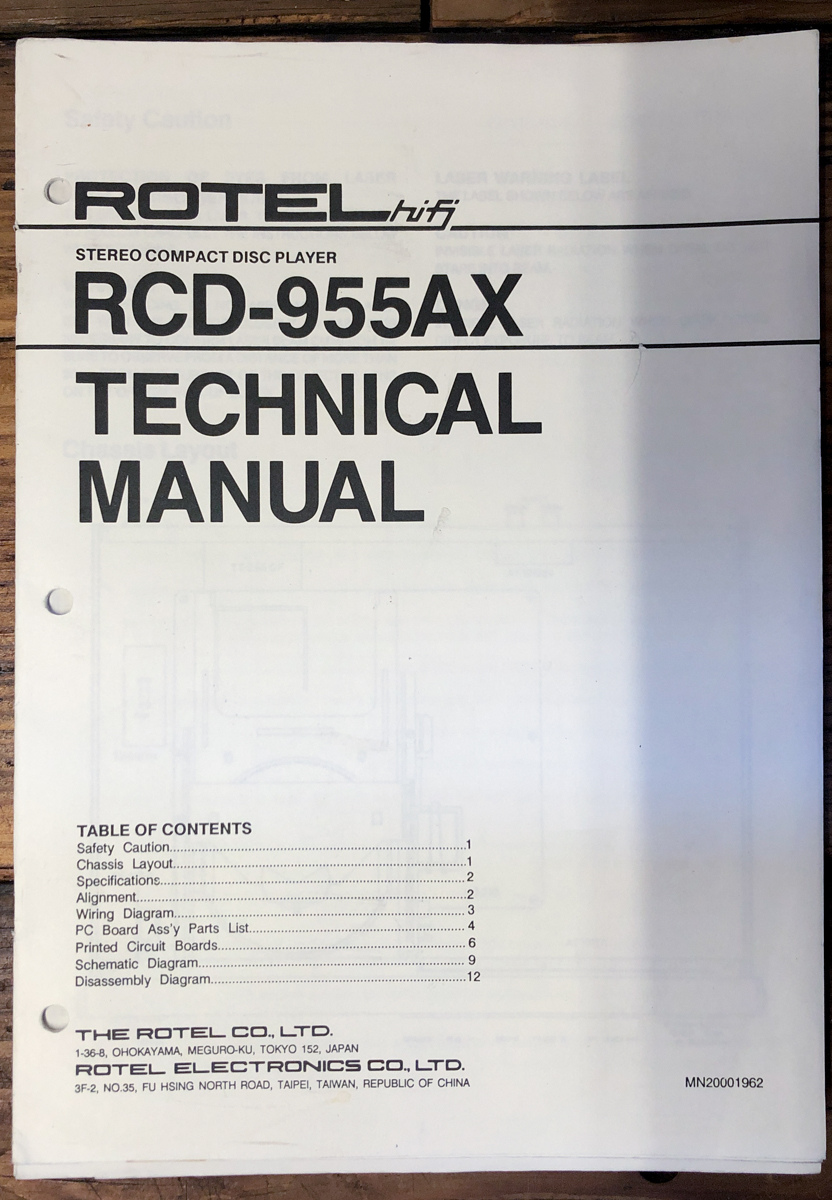 ROTEL hifi
STEREO COMPACT DISC PLAYER
RCD-955AX
TECHNICAL
MANUAL
TABLE OF CONTENTS
Safety Caution....................................................1
Chassis Layout....................................................1
Specifications....................................................2
Alignment....................................................2
Wiring Diagram....................................................3
PC Board Ass'y Parts List....................................................4
Printed Circuit Boards....................................................6
Schematic Diagram....................................................9
Disassembly Diagram....................................................12
THE ROTEL CO., LTD.
1-36-8, OHOKAYAMA, MEGURO-KU, TOKYO 152, JAPAN
ROTEL ELECTRONICS CO., LTD.
3F-2, NO.35, FU HSING NORTH ROAD, TAIPEI, TAIWAN, REPUBLIC OF CHINA
MN20001962